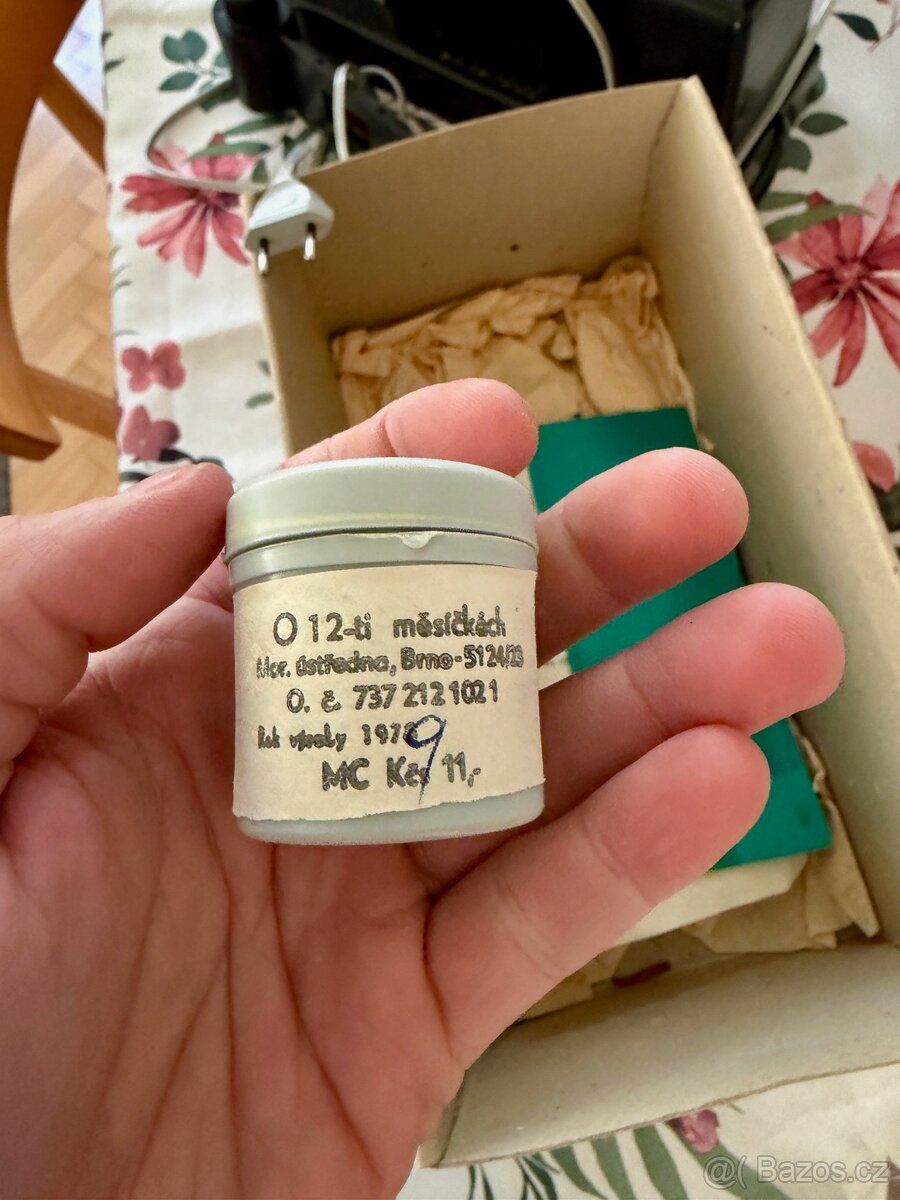 O 12-ti měsíčkách
Mor. ústředna, Brno-5124/23
O. č. 737 212 1021
Rok výroby 1979
MC Kčs 11,-
@( Bazos.cz